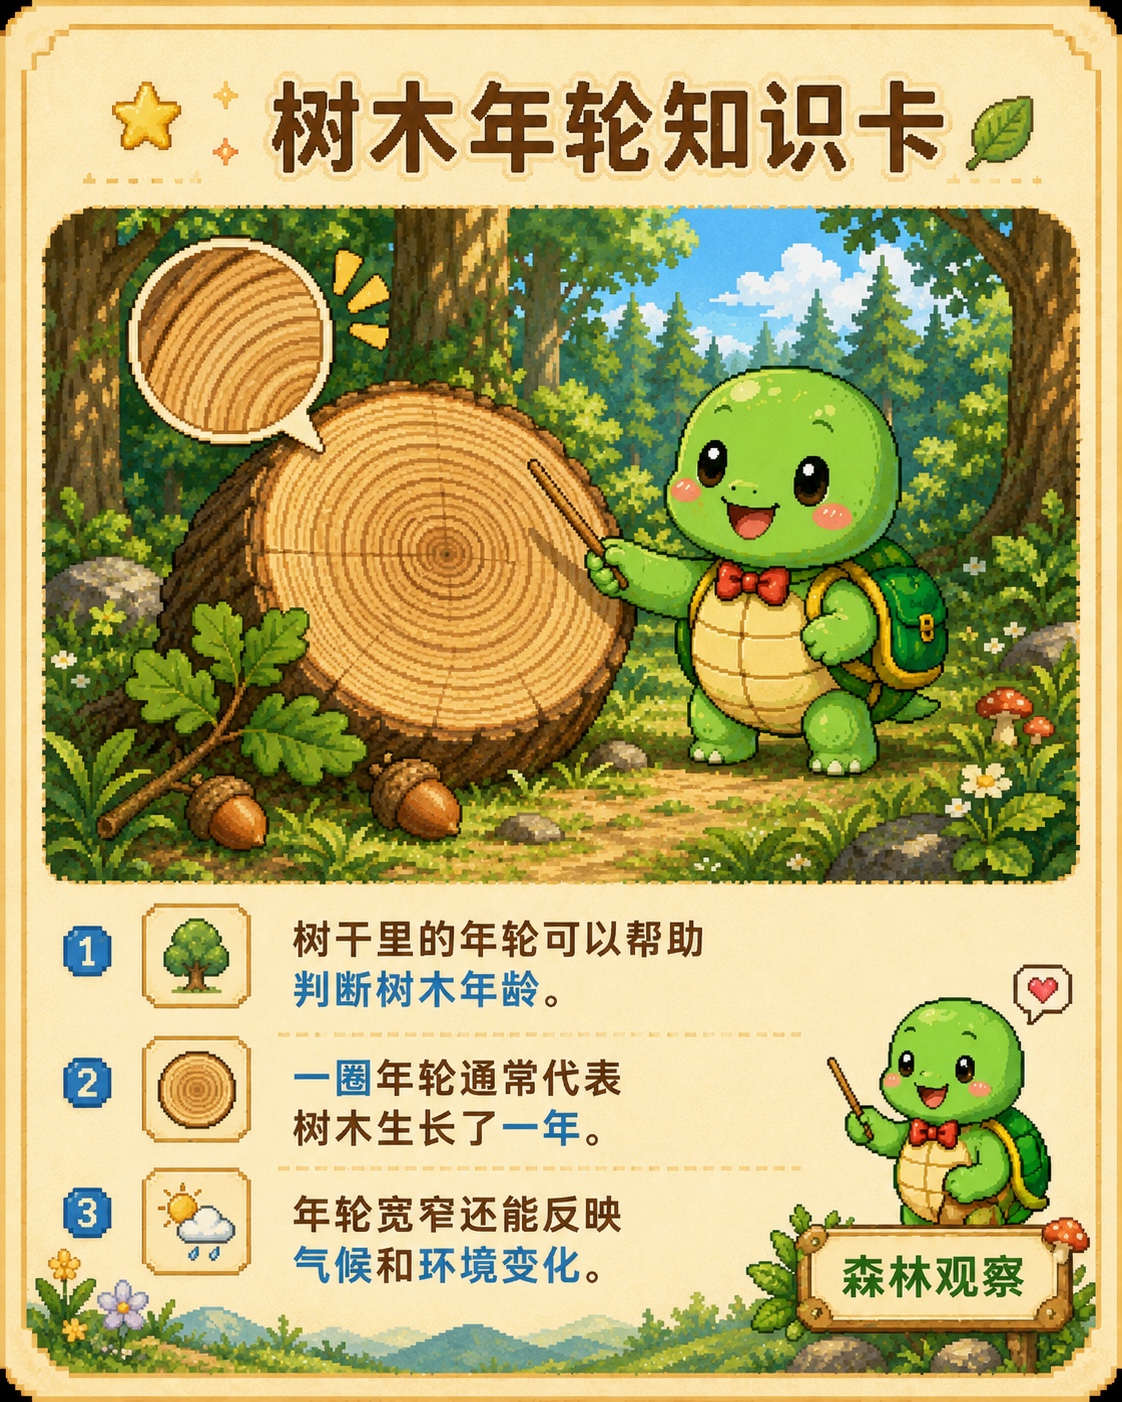 树木年轮知识卡
1
树干里的年轮可以帮助
判断树木年龄。
2
一圈年轮通常代表
树木生长了一年。
3
年轮宽窄还能反映
气候和环境变化。
森林观察